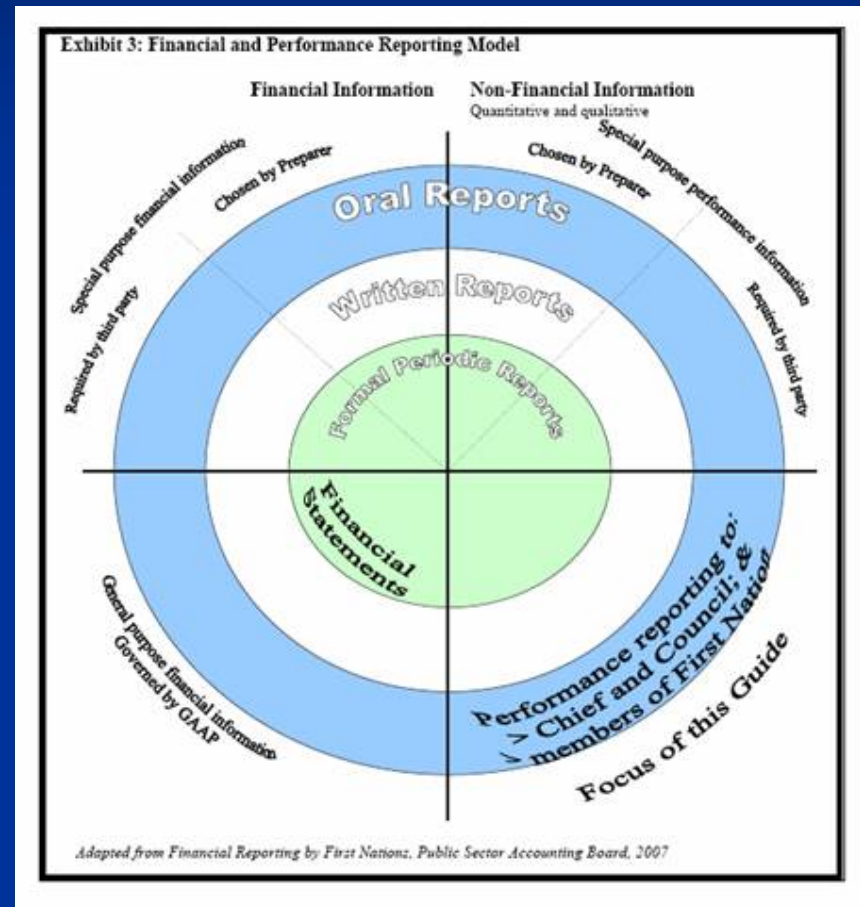 Exhibit 3: Financial and Performance Reporting Model
Financial Information
Non-Financial Information
Quantitative and qualitative
Special purpose financial information
Chosen by Preparer
Required by third party
Chosen by Preparer
Special purpose performance information
Required by third party
Oral Reports
Written Reports
Formal Periodic Reports
Financial
Statements
General purpose financial information
Governed by GAAP
Performance reporting to:
> Chief and Council; &
> members of First Nation
Focus of this Guide
Adapted from Financial Reporting by First Nations, Public Sector Accounting Board, 2007